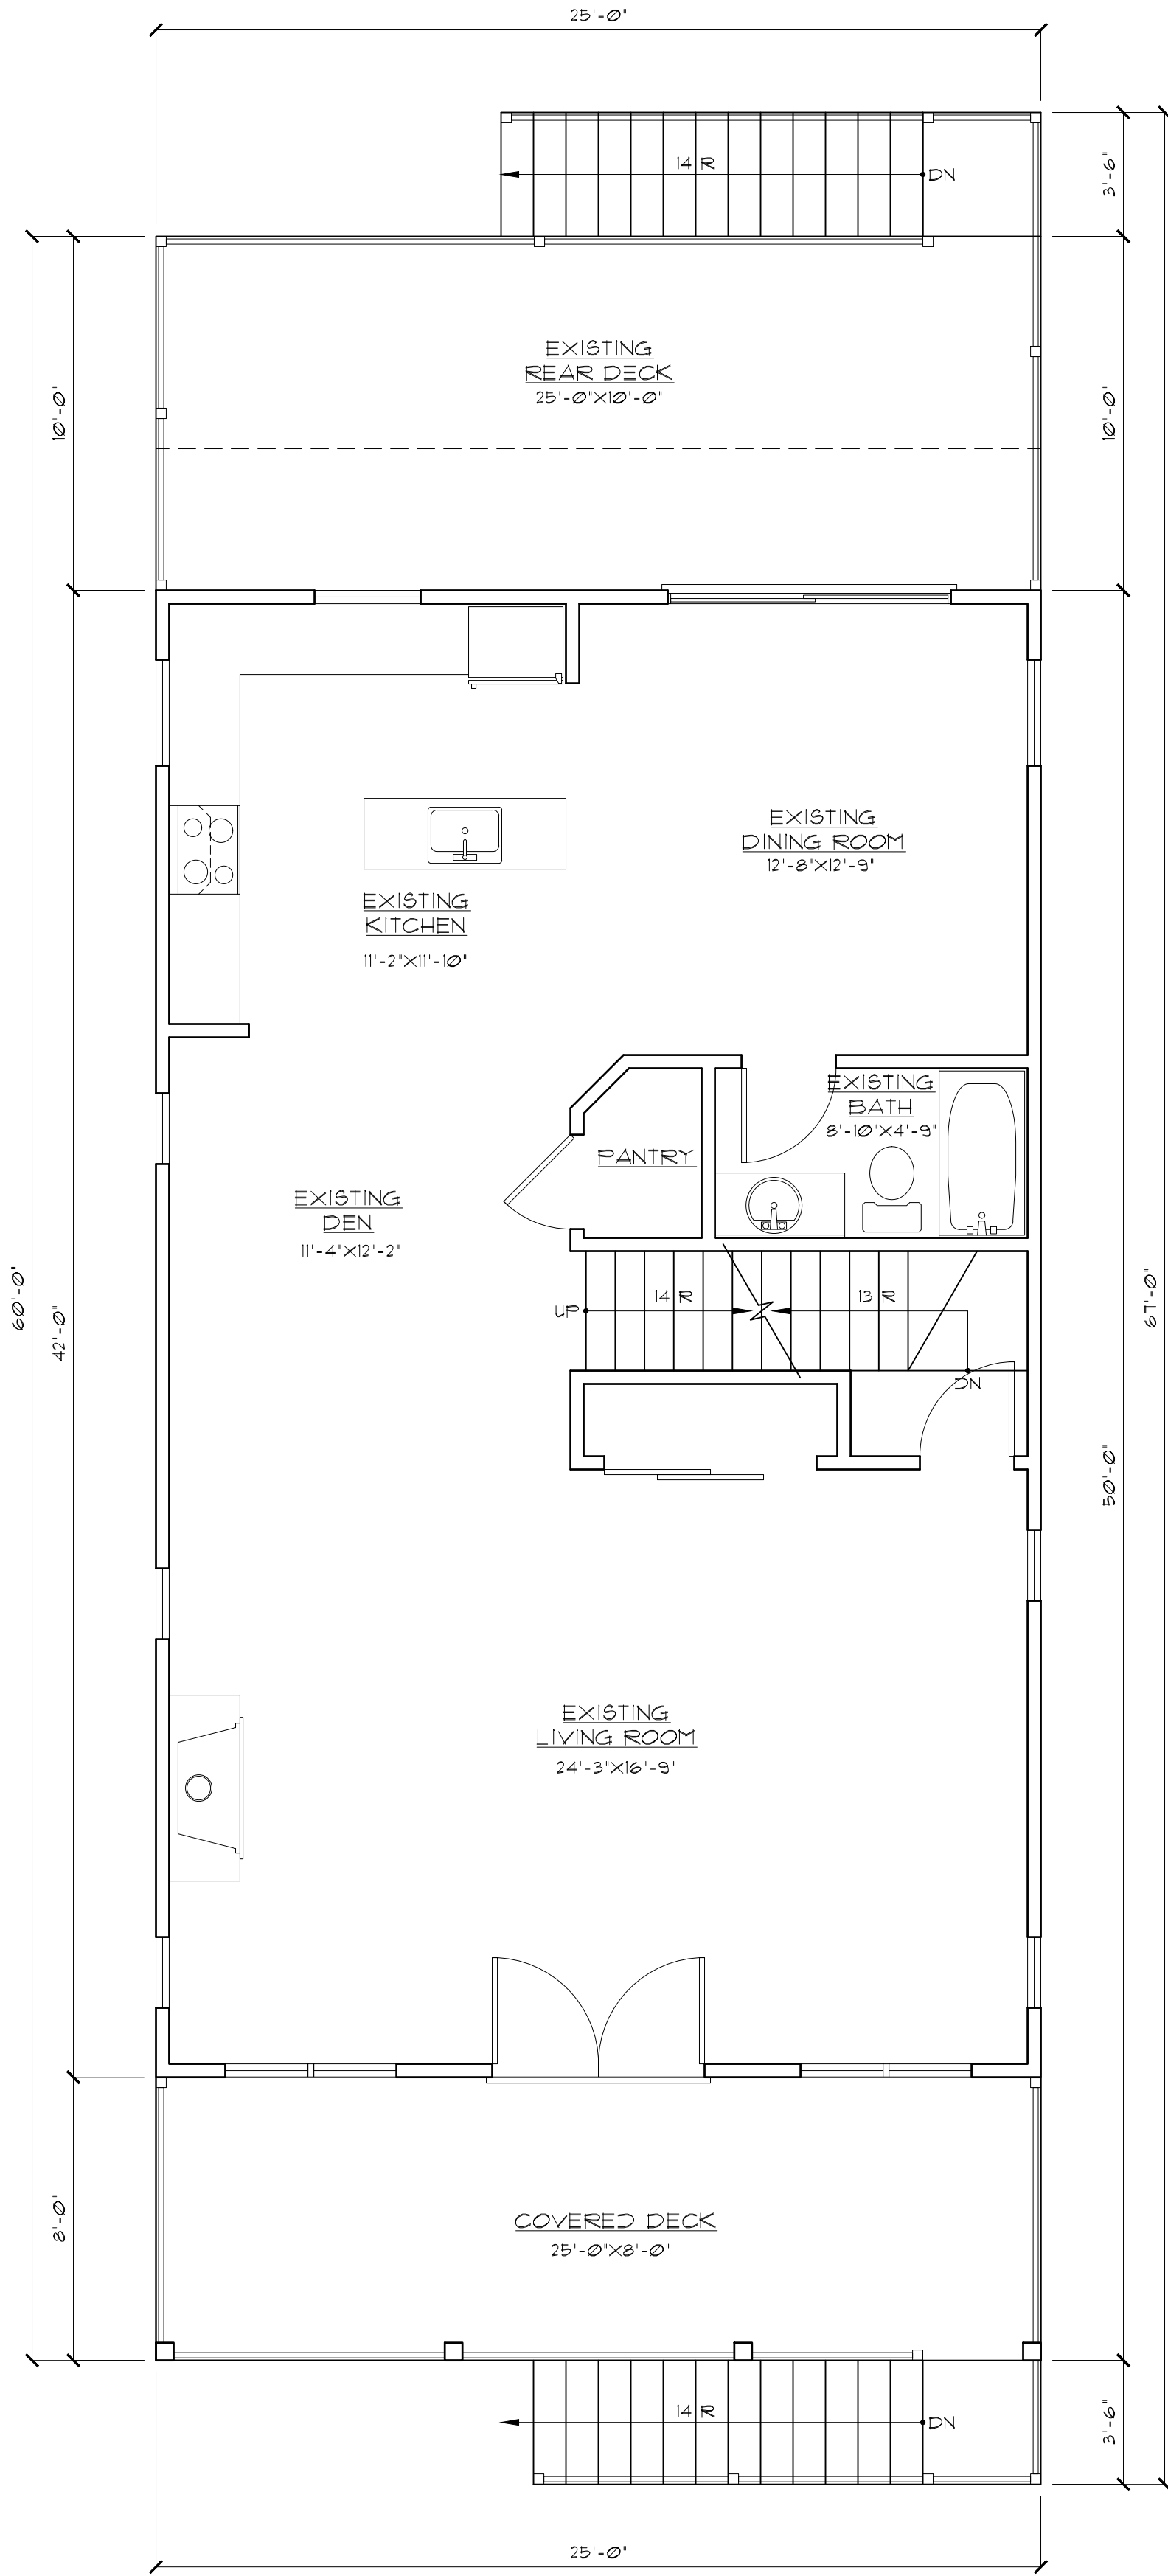 25'-0"
3'-6"
14 R
DN
EXISTING
REAR DECK
25'-0"X10'-0"
10'-0"
10'-0"
EXISTING
DINING ROOM
12'-8"X12'-9"
EXISTING
KITCHEN
11'-2"X11'-10"
EXISTING
BATH
8'-10"X4'-9"
PANTRY
EXISTING
DEN
11'-4"X12'-2"
60'-0"
42'-0"
67'-0"
UP
14 R
13 R
DN
50'-0"
EXISTING
LIVING ROOM
24'-3"X16'-9"
8'-0"
COVERED DECK
25'-0"X8'-0"
14 R
DN
3'-6"
25'-0"